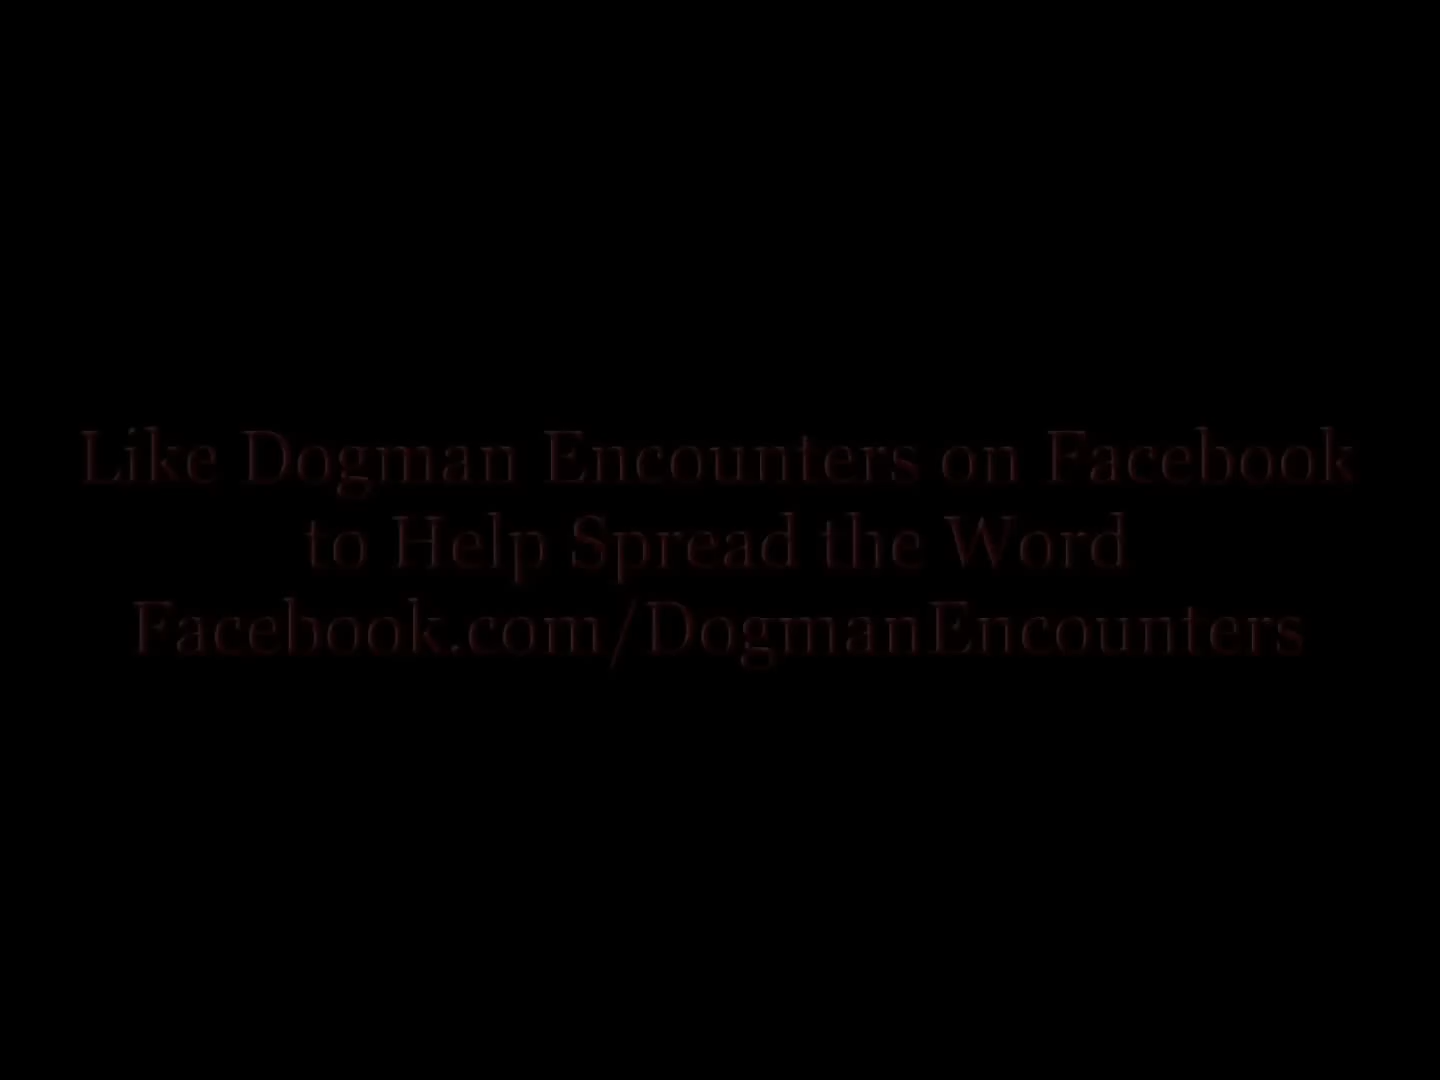 Like Dogman Encounters on Facebook
to Help Spread the Word
Facebook.com/DogmanEncounters